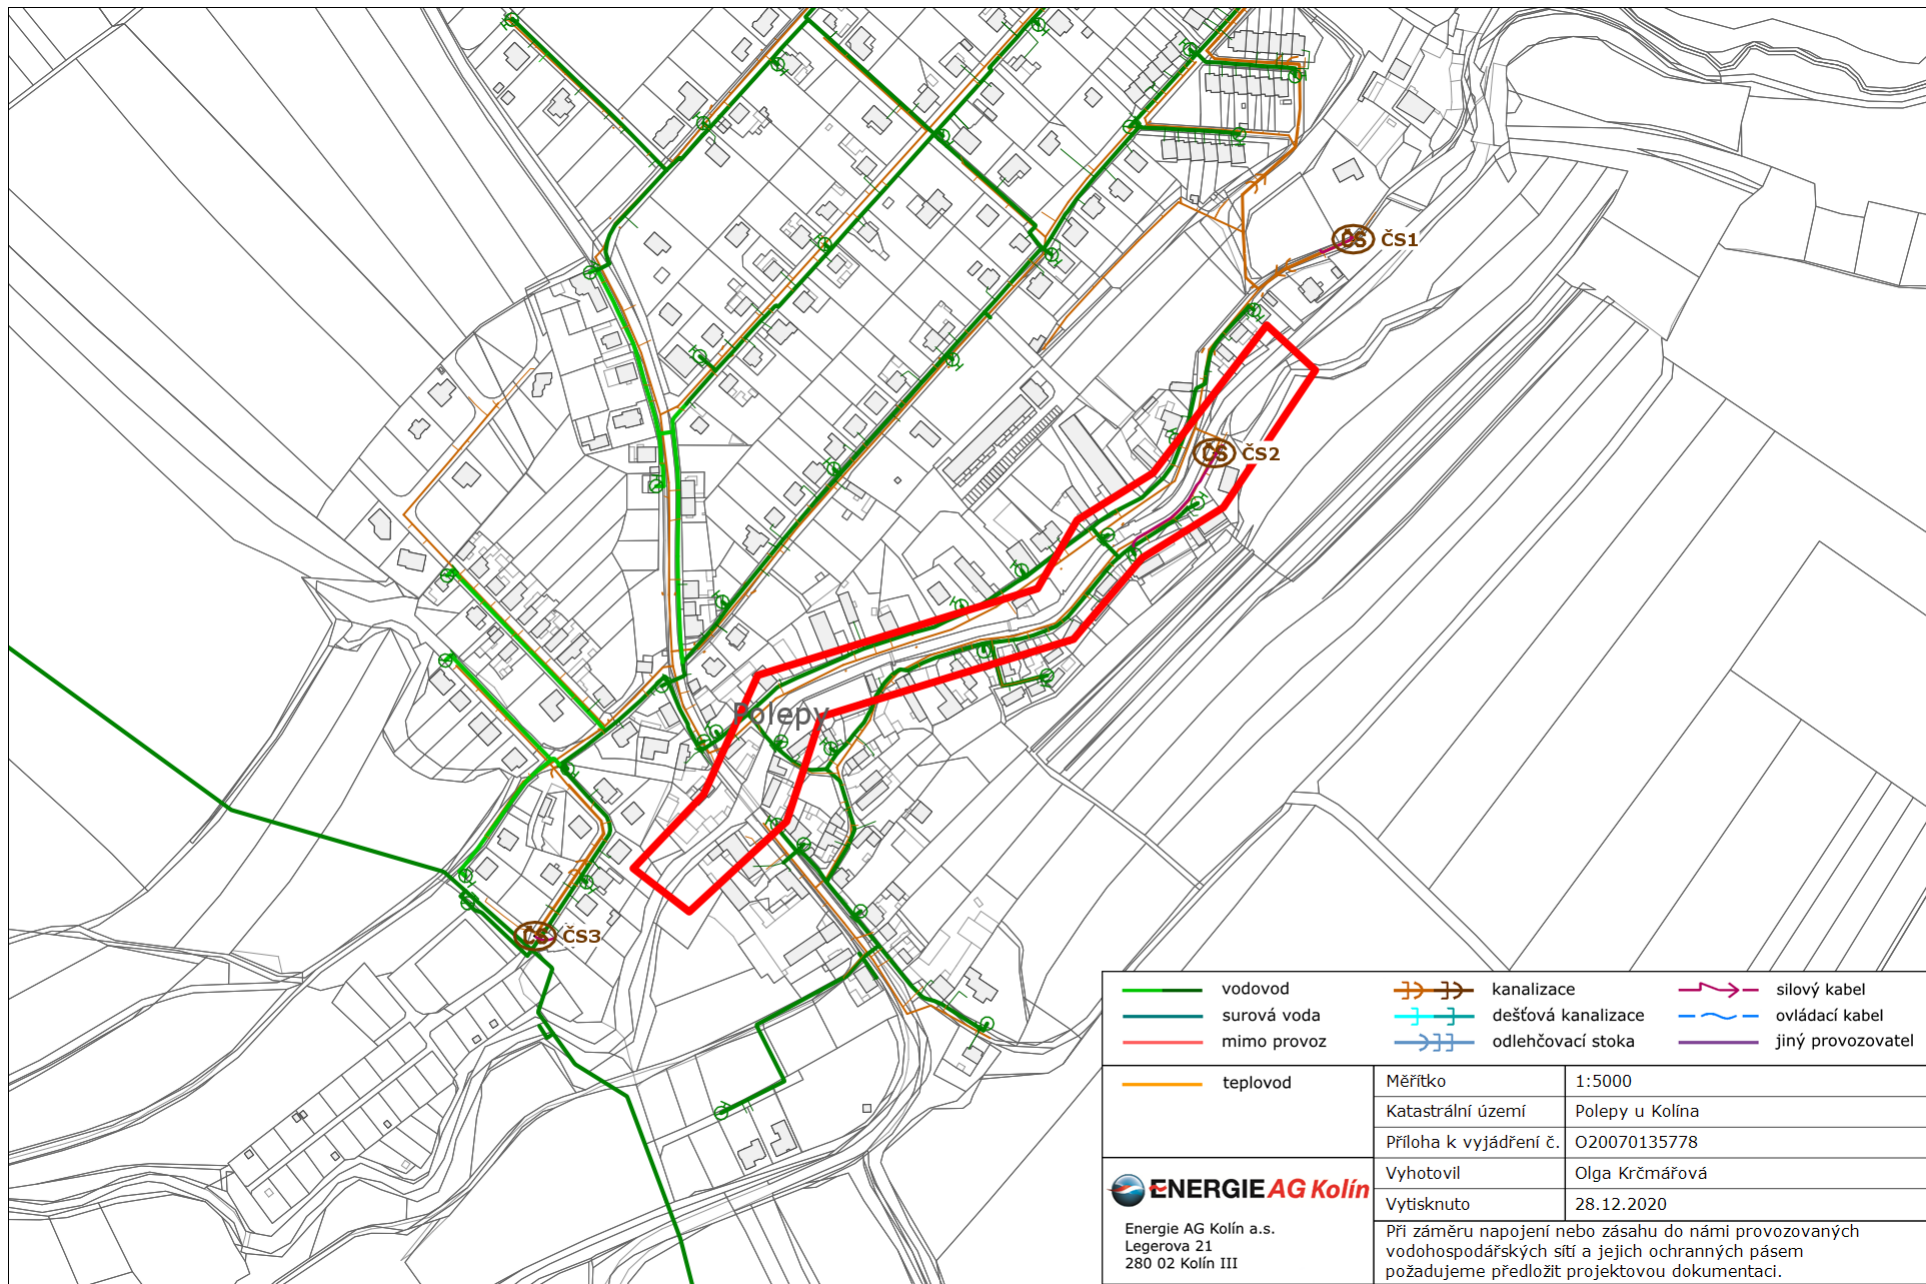 ČS ČS1
ČS ČS2
Polepy
ČS ČS3
vodovod
surová voda
mimo provoz
kanalizace
dešťová kanalizace
odlehčovací stoka
silový kabel
ovládací kabel
jiný provozovatel
teplovod
Měřítko 1:5000
Katastrální území Polepy u Kolína
Příloha k vyjádření č. O20070135778
Vyhotovil Olga Krčmářová
Vytisknuto 28.12.2020
ENERGIE AG Kolín
Energie AG Kolín a.s.
Legerova 21
280 02 Kolín III
Při záměru napojení nebo zásahu do námi provozovaných
vodohospodářských sítí a jejich ochranných pásem
požadujeme předložit projektovou dokumentaci.